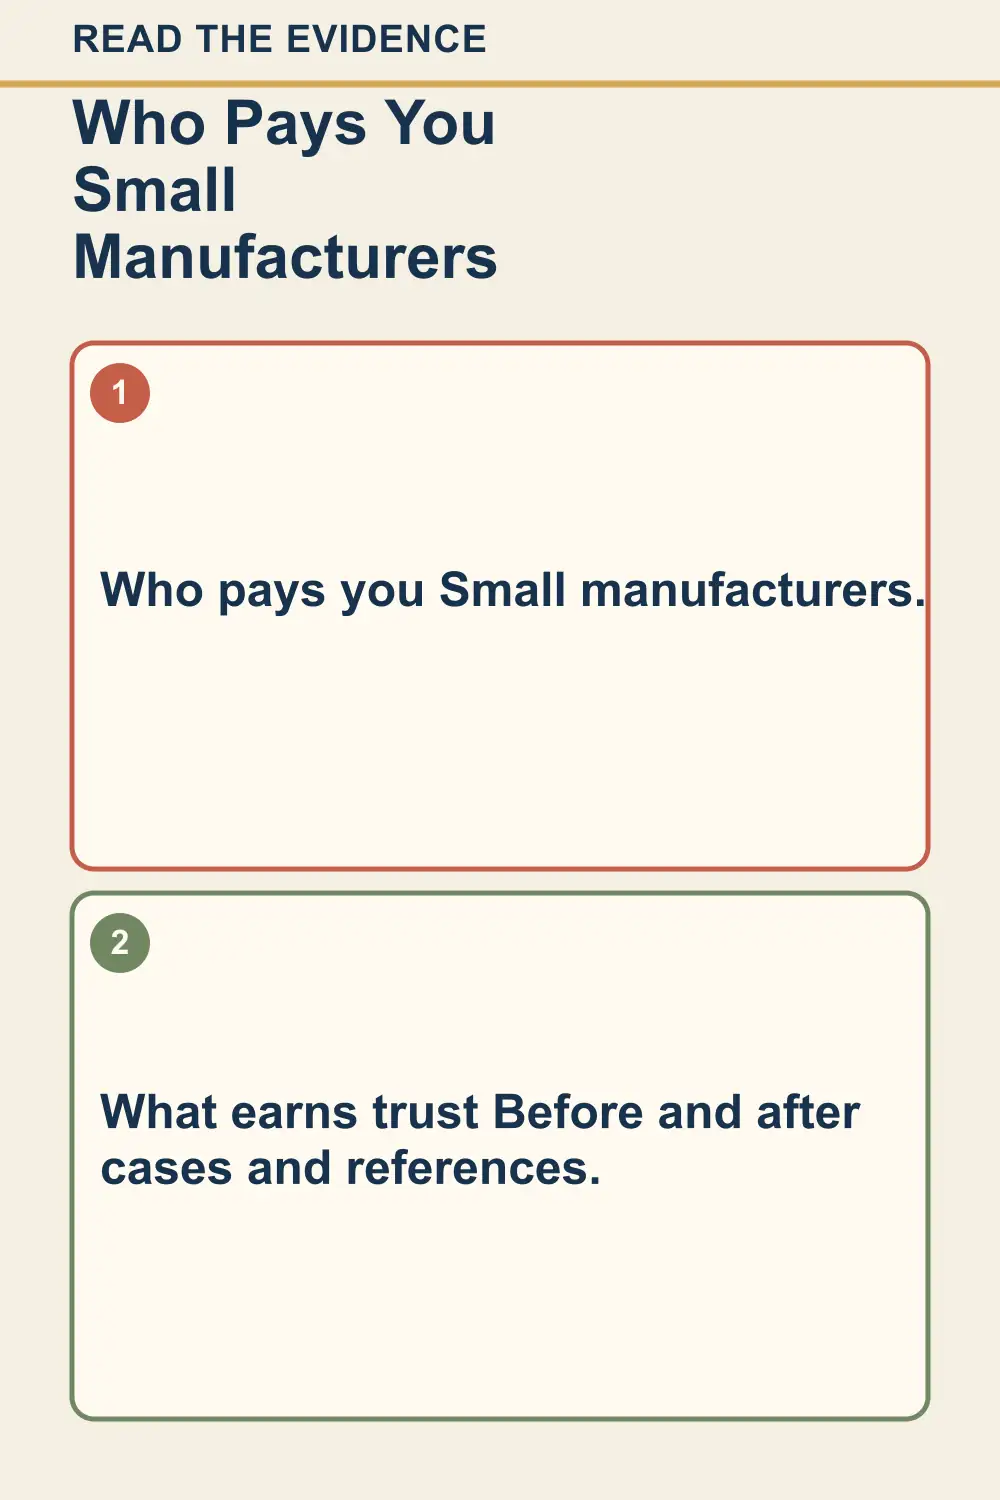 READ THE EVIDENCE
Who Pays You
Small
Manufacturers
1
Who pays you Small manufacturers.
2
What earns trust Before and after
cases and references.